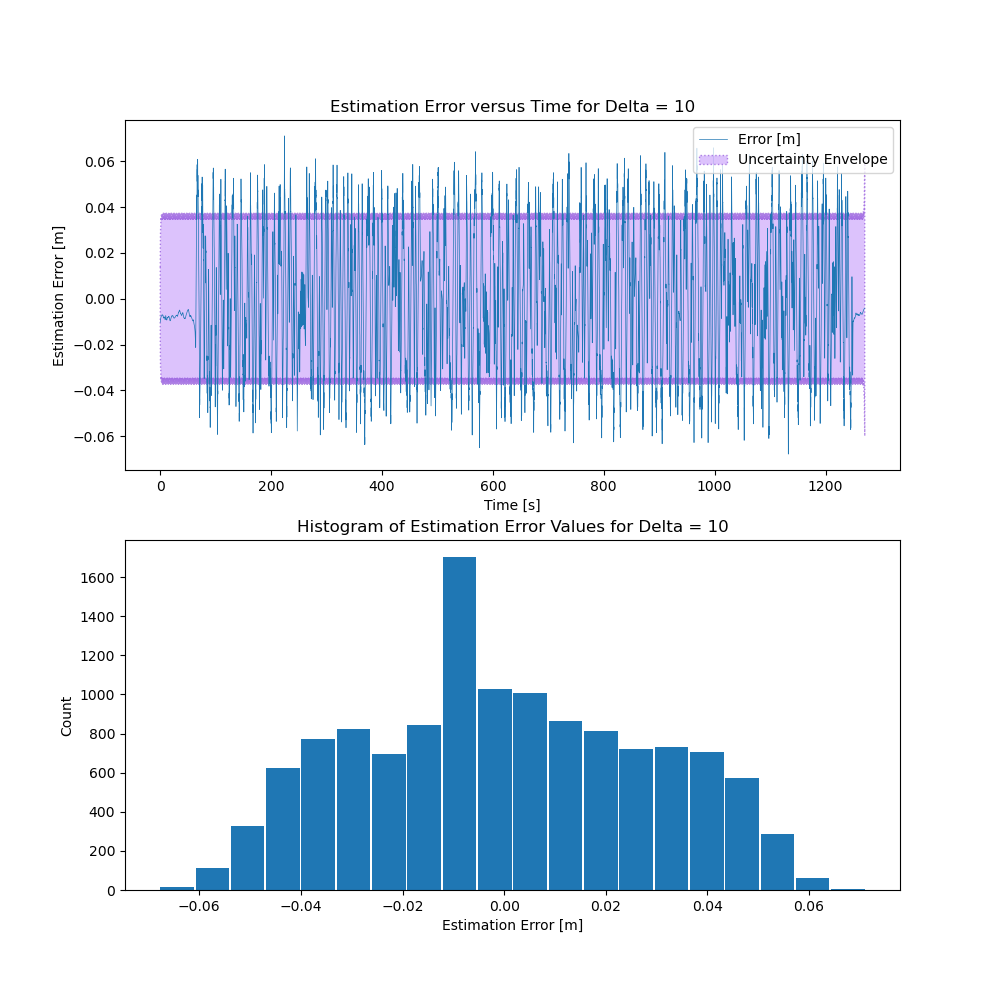 Estimation Error versus Time for Delta = 10
Error [m]
Uncertainty Envelope
Estimation Error [m]
0.06
0.04
0.02
0.00
−0.02
−0.04
−0.06
0 200 400 600 800 1000 1200
Time [s]
Histogram of Estimation Error Values for Delta = 10
Count
1600
1400
1200
1000
800
600
400
200
0
−0.06 −0.04 −0.02 0.00 0.02 0.04 0.06
Estimation Error [m]